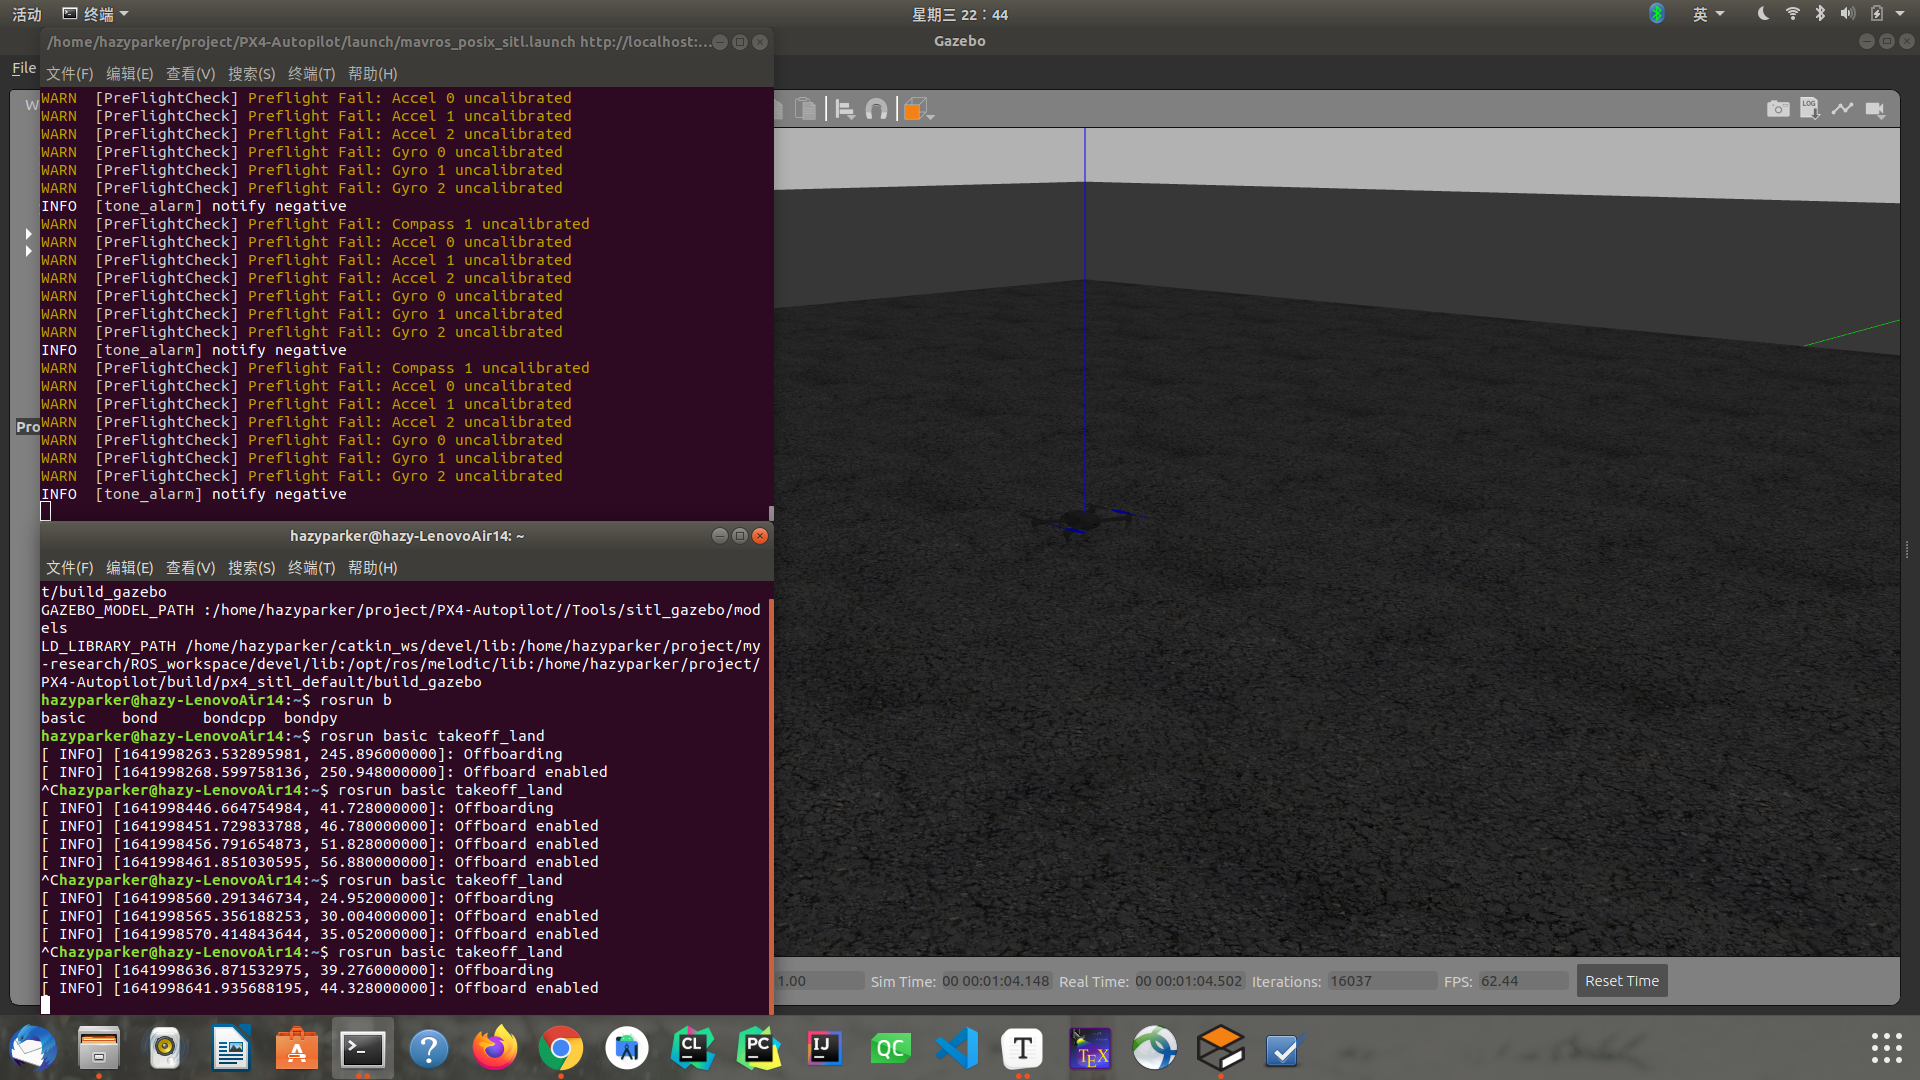 活动
终端
星期三 22：44
英
/home/hazyparker/project/PX4-Autopilot/launch/mavros_posix_sitl.launch http://localhost:...
Gazebo
File
文件(F) 编辑(E) 查看(V) 搜索(S) 终端(T) 帮助(H)
W
LOG
WARN [PreFlightCheck] Preflight Fail: Accel 0 uncalibrated
WARN [PreFlightCheck] Preflight Fail: Accel 1 uncalibrated
WARN [PreFlightCheck] Preflight Fail: Accel 2 uncalibrated
WARN [PreFlightCheck] Preflight Fail: Gyro 0 uncalibrated
WARN [PreFlightCheck] Preflight Fail: Gyro 1 uncalibrated
WARN [PreFlightCheck] Preflight Fail: Gyro 2 uncalibrated
INFO [tone_alarm] notify negative
WARN [PreFlightCheck] Preflight Fail: Compass 1 uncalibrated
WARN [PreFlightCheck] Preflight Fail: Accel 0 uncalibrated
WARN [PreFlightCheck] Preflight Fail: Accel 1 uncalibrated
WARN [PreFlightCheck] Preflight Fail: Accel 2 uncalibrated
WARN [PreFlightCheck] Preflight Fail: Gyro 0 uncalibrated
WARN [PreFlightCheck] Preflight Fail: Gyro 1 uncalibrated
WARN [PreFlightCheck] Preflight Fail: Gyro 2 uncalibrated
INFO [tone_alarm] notify negative
WARN [PreFlightCheck] Preflight Fail: Compass 1 uncalibrated
WARN [PreFlightCheck] Preflight Fail: Accel 0 uncalibrated
WARN [PreFlightCheck] Preflight Fail: Accel 1 uncalibrated
WARN [PreFlightCheck] Preflight Fail: Accel 2 uncalibrated
WARN [PreFlightCheck] Preflight Fail: Gyro 0 uncalibrated
WARN [PreFlightCheck] Preflight Fail: Gyro 1 uncalibrated
WARN [PreFlightCheck] Preflight Fail: Gyro 2 uncalibrated
INFO [tone_alarm] notify negative
Pro
hazyparker@hazy-LenovoAir14: ~
文件(F) 编辑(E) 查看(V) 搜索(S) 终端(T) 帮助(H)
t/build_gazebo
GAZEBO_MODEL_PATH :/home/hazyparker/project/PX4-Autopilot//Tools/sitl_gazebo/mod
els
LD_LIBRARY_PATH /home/hazyparker/catkin_ws/devel/lib:/home/hazyparker/project/my
-research/ROS_workspace/devel/lib:/opt/ros/melodic/lib:/home/hazyparker/project/
PX4-Autopilot/build/px4_sitl_default/build_gazebo
hazyparker@hazy-LenovoAir14:~$ rosrun b
basic bond bondcpp bondpy
hazyparker@hazy-LenovoAir14:~$ rosrun basic takeoff_land
[ INFO] [1641998263.532895981, 245.896000000]: Offboarding
[ INFO] [1641998268.599758136, 250.948000000]: Offboard enabled
^Chazyparker@hazy-LenovoAir14:~$ rosrun basic takeoff_land
[ INFO] [1641998446.664754984, 41.728000000]: Offboarding
[ INFO] [1641998451.729833788, 46.780000000]: Offboard enabled
[ INFO] [1641998456.791654873, 51.828000000]: Offboard enabled
[ INFO] [1641998461.851030595, 56.880000000]: Offboard enabled
^Chazyparker@hazy-LenovoAir14:~$ rosrun basic takeoff_land
[ INFO] [1641998560.291346734, 24.952000000]: Offboarding
[ INFO] [1641998565.356188253, 30.004000000]: Offboard enabled
[ INFO] [1641998570.414843644, 35.052000000]: Offboard enabled
^Chazyparker@hazy-LenovoAir14:~$ rosrun basic takeoff_land
[ INFO] [1641998636.871532975, 39.276000000]: Offboarding
[ INFO] [1641998641.935688195, 44.328000000]: Offboard enabled
1.00 Sim Time: 00 00:01:04.148 Real Time: 00 00:01:04.502 Iterations: 16037 FPS: 62.44 Reset Time
CL
PC
IJ
QC
T
TEX